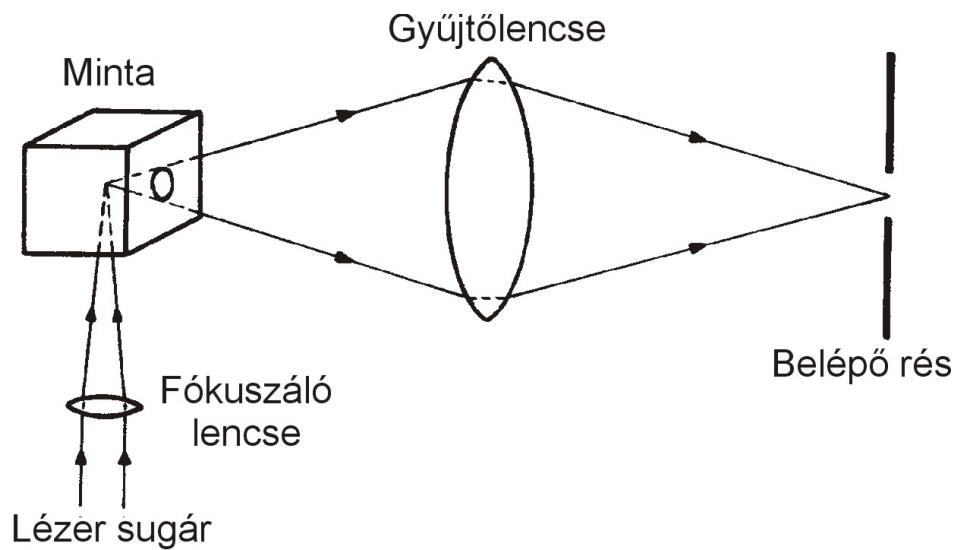 Gyűjtőlencse
Minta
Belépő rés
Fókuszáló
lencse
Lézer sugár